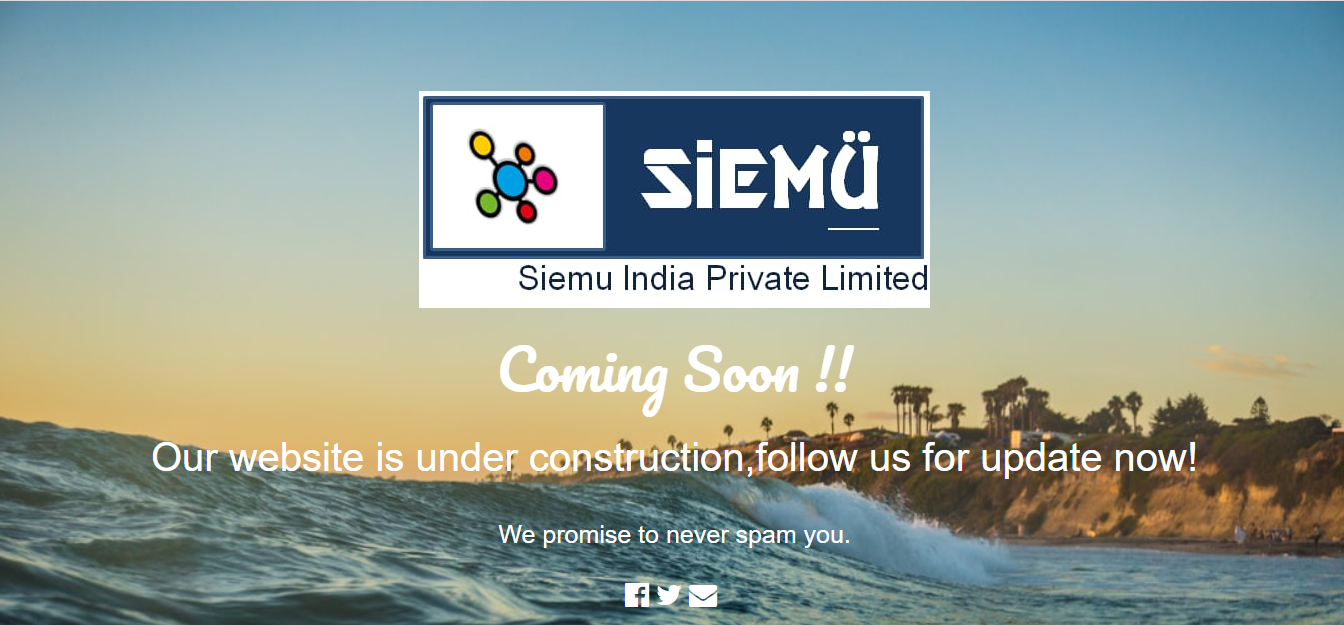 SiEMÜ
Siemu India Private Limited
Coming Soon !!
Our website is under construction,follow us for update now!
We promise to never spam you.